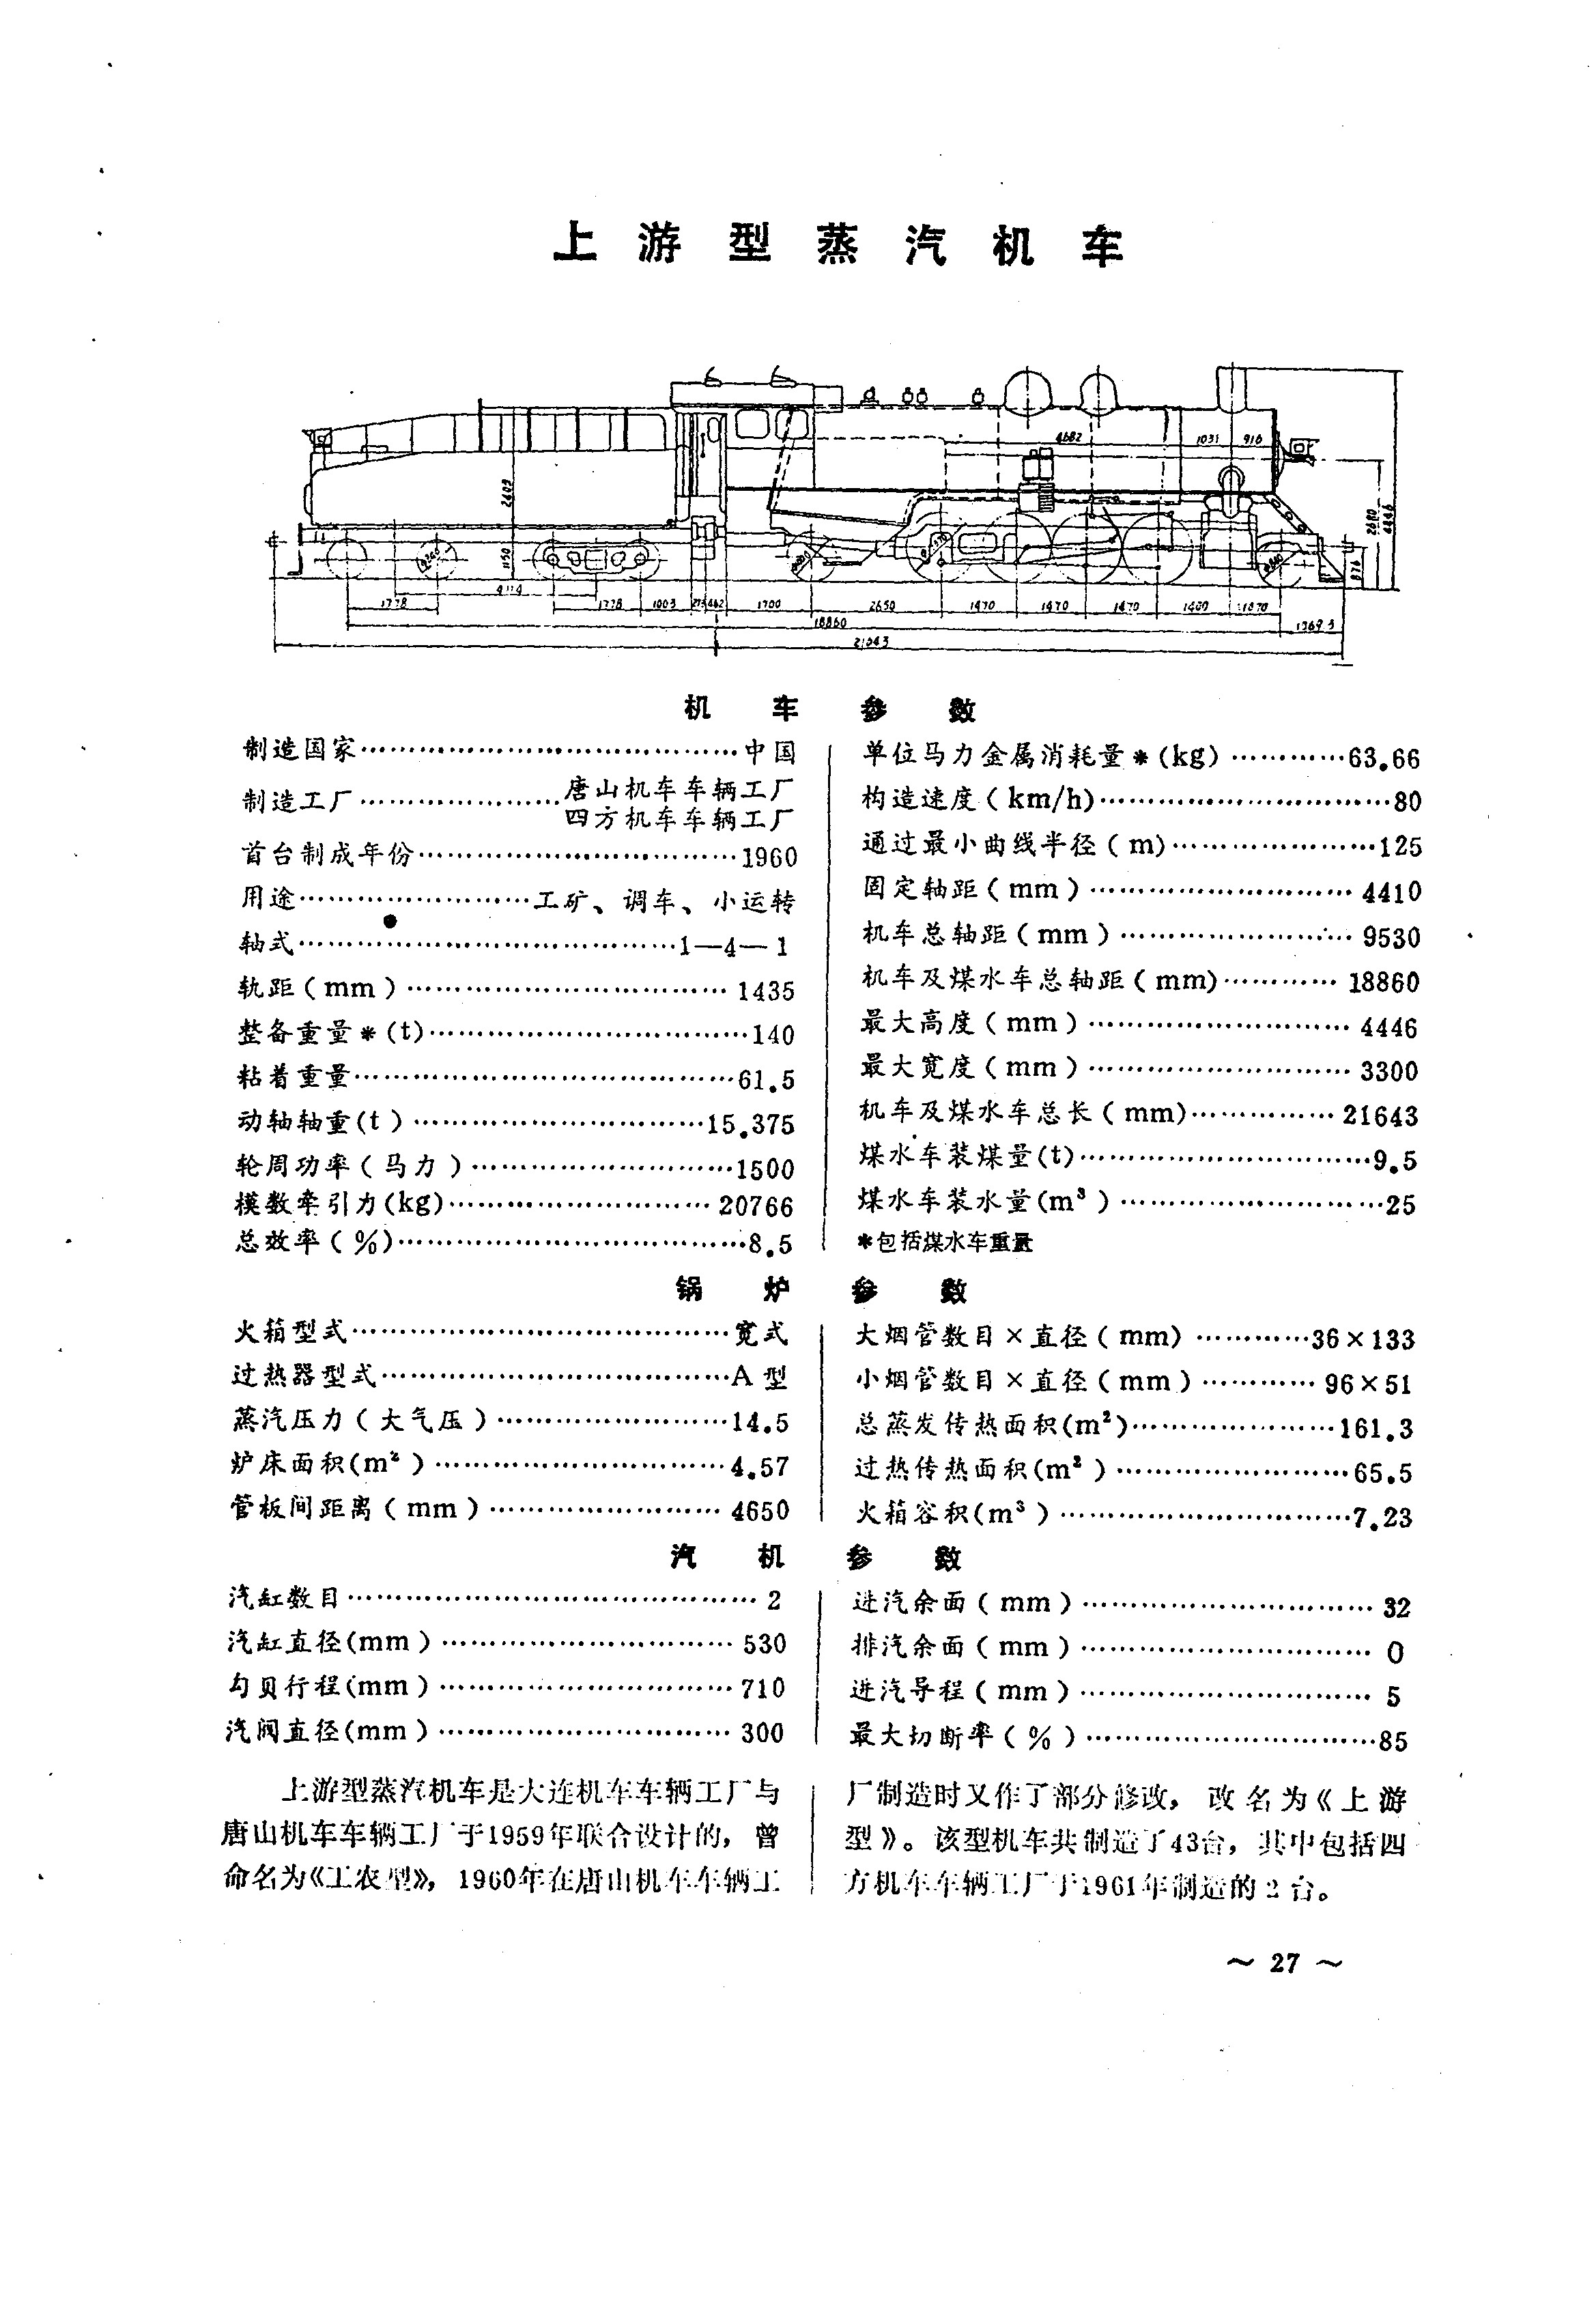 上游型蒸汽机车
4682
1031
916
2409
1150
2680
4446
876
4114
1778
1778
1003
462
1700
2650
1470
1470
1470
1400
1870
1369.5
18860
21643
机车参数
制造国家……中国
制造工厂……唐山机车车辆工厂
四方机车车辆工厂
首台制成年份……1960
用途……工矿、调车、小运转
轴式……1—4—1
轨距(mm)……1435
整备重量*(t)……140
粘着重量……61.5
动轴轴重(t)……15.375
轮周功率(马力)……1500
模数牵引力(kg)……20766
总效率(%)……8.5
单位马力金属消耗量*(kg)……63.66
构造速度(km/h)……80
通过最小曲线半径(m)……125
固定轴距(mm)……4410
机车总轴距(mm)……9530
机车及煤水车总轴距(mm)……18860
最大高度(mm)……4446
最大宽度(mm)……3300
机车及煤水车总长(mm)……21643
煤水车装煤量(t)……9.5
煤水车装水量(m³)……25
*包括煤水车重量
锅炉参数
火箱型式……宽式
过热器型式……A型
蒸汽压力(大气压)……14.5
炉床面积(m²)……4.57
管板间距离(mm)……4650
大烟管数目×直径(mm)……36×133
小烟管数目×直径(mm)……96×51
总蒸发传热面积(m²)……161.3
过热传热面积(m²)……65.5
火箱容积(m³)……7.23
汽机参数
汽缸数目……2
汽缸直径(mm)……530
勾贝行程(mm)……710
汽阀直径(mm)……300
进汽余面(mm)……32
排汽余面(mm)……0
进汽导程(mm)……5
最大切断率(%)……85
上游型蒸汽机车是大连机车车辆工厂与
唐山机车车辆工厂于1959年联合设计的，曾
命名为《工农型》，1960年在唐山机车车辆工
厂制造时又作了部分修改，改名为《上游
型》。该型机车共制造了43台，其中包括四
方机车车辆工厂于1961年制造的2台。
～ 27 ～